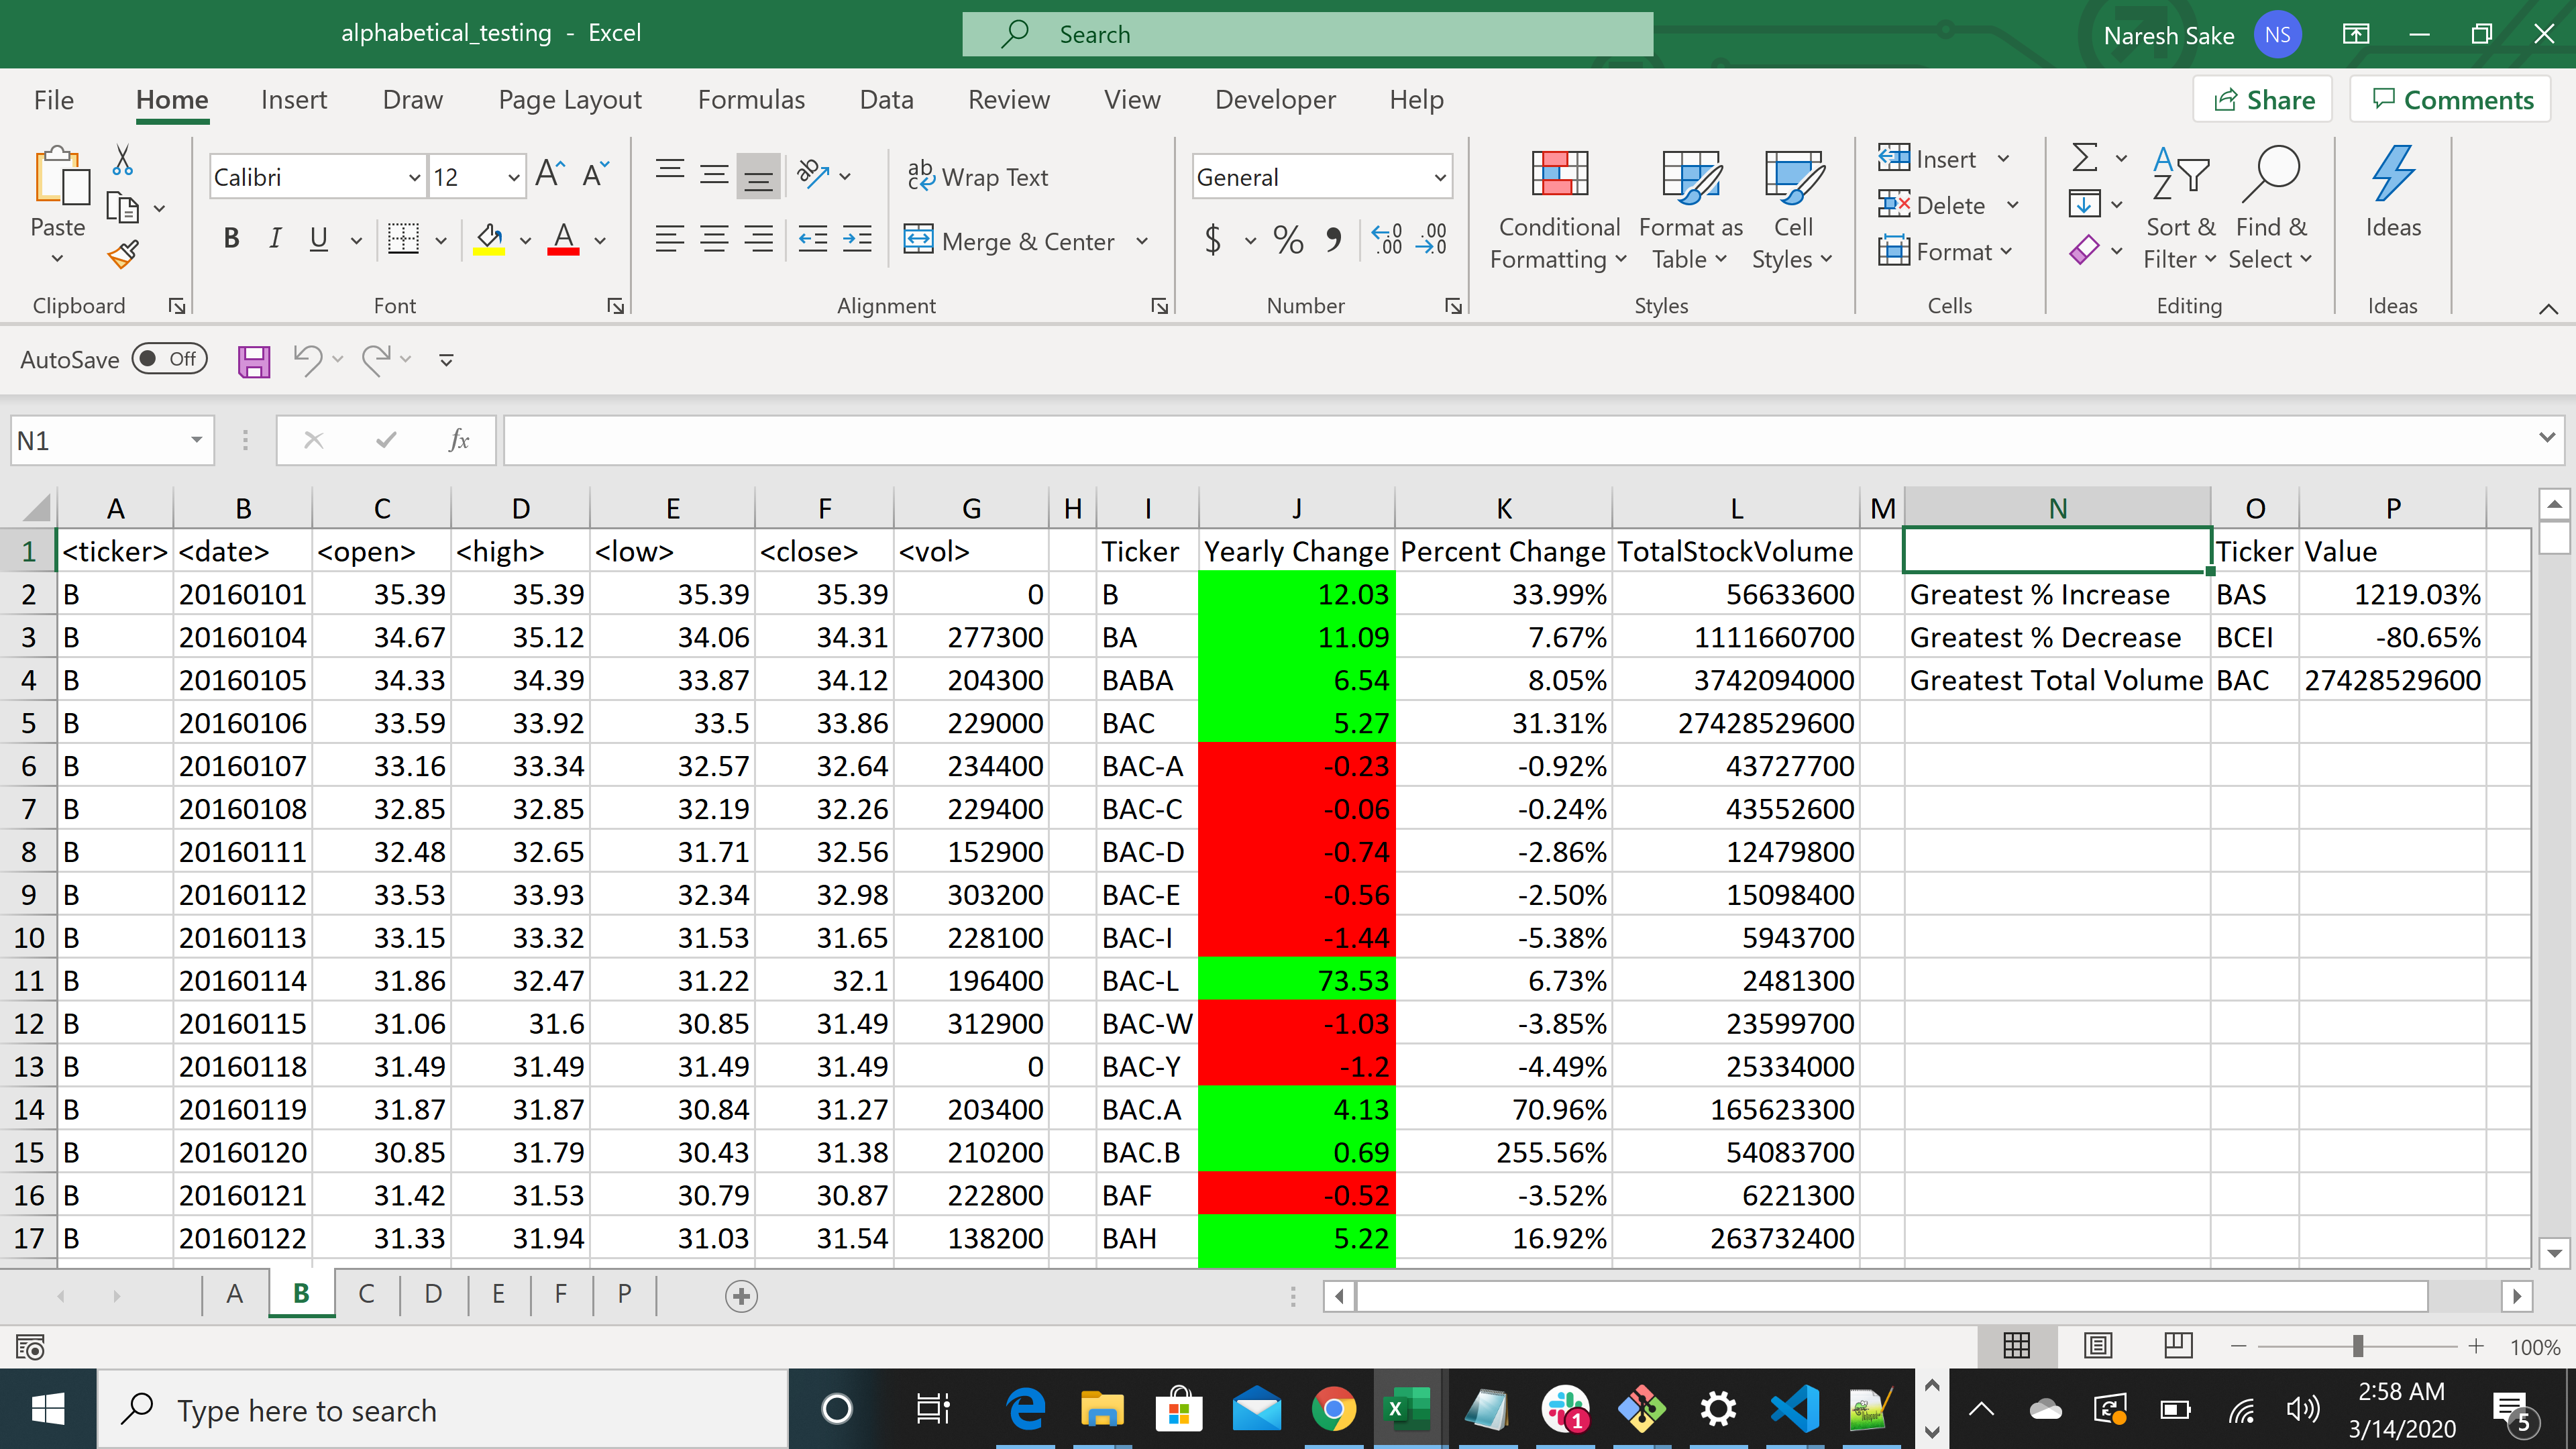 alphabetical_testing - Excel
Search
Naresh Sake NS
File Home Insert Draw Page Layout Formulas Data Review View Developer Help
Share Comments
Paste
Clipboard
Calibri 12
A A
B I U A
Font
ab Wrap Text
Merge & Center
Alignment
General
$ % 9 .00 .00
Number
Conditional Formatting
Format as Table
Cell Styles
Styles
Insert
Delete
Format
Cells
Sort & Filter
Find & Select
Editing
Ideas
Ideas
AutoSave Off
N1 fx
A B C D E F G H I J K L M N O P
1 <ticker> <date> <open> <high> <low> <close> <vol> Ticker Yearly Change Percent Change TotalStockVolume Ticker Value
2 B 20160101 35.39 35.39 35.39 35.39 0 B 12.03 33.99% 56633600 Greatest % Increase BAS 1219.03%
3 B 20160104 34.67 35.12 34.06 34.31 277300 BA 11.09 7.67% 1111660700 Greatest % Decrease BCEI -80.65%
4 B 20160105 34.33 34.39 33.87 34.12 204300 BABA 6.54 8.05% 3742094000 Greatest Total Volume BAC 27428529600
5 B 20160106 33.59 33.92 33.5 33.86 229000 BAC 5.27 31.31% 27428529600
6 B 20160107 33.16 33.34 32.57 32.64 234400 BAC-A -0.23 -0.92% 43727700
7 B 20160108 32.85 32.85 32.19 32.26 229400 BAC-C -0.06 -0.24% 43552600
8 B 20160111 32.48 32.65 31.71 32.56 152900 BAC-D -0.74 -2.86% 12479800
9 B 20160112 33.53 33.93 32.34 32.98 303200 BAC-E -0.56 -2.50% 15098400
10 B 20160113 33.15 33.32 31.53 31.65 228100 BAC-I -1.44 -5.38% 5943700
11 B 20160114 31.86 32.47 31.22 32.1 196400 BAC-L 73.53 6.73% 2481300
12 B 20160115 31.06 31.6 30.85 31.49 312900 BAC-W -1.03 -3.85% 23599700
13 B 20160118 31.49 31.49 31.49 31.49 0 BAC-Y -1.2 -4.49% 25334000
14 B 20160119 31.87 31.87 30.84 31.27 203400 BAC.A 4.13 70.96% 165623300
15 B 20160120 30.85 31.79 30.43 31.38 210200 BAC.B 0.69 255.56% 54083700
16 B 20160121 31.42 31.53 30.79 30.87 222800 BAF -0.52 -3.52% 6221300
17 B 20160122 31.33 31.94 31.03 31.54 138200 BAH 5.22 16.92% 263732400
A B C D E F P
100%
Type here to search
1
2:58 AM
3/14/2020
5